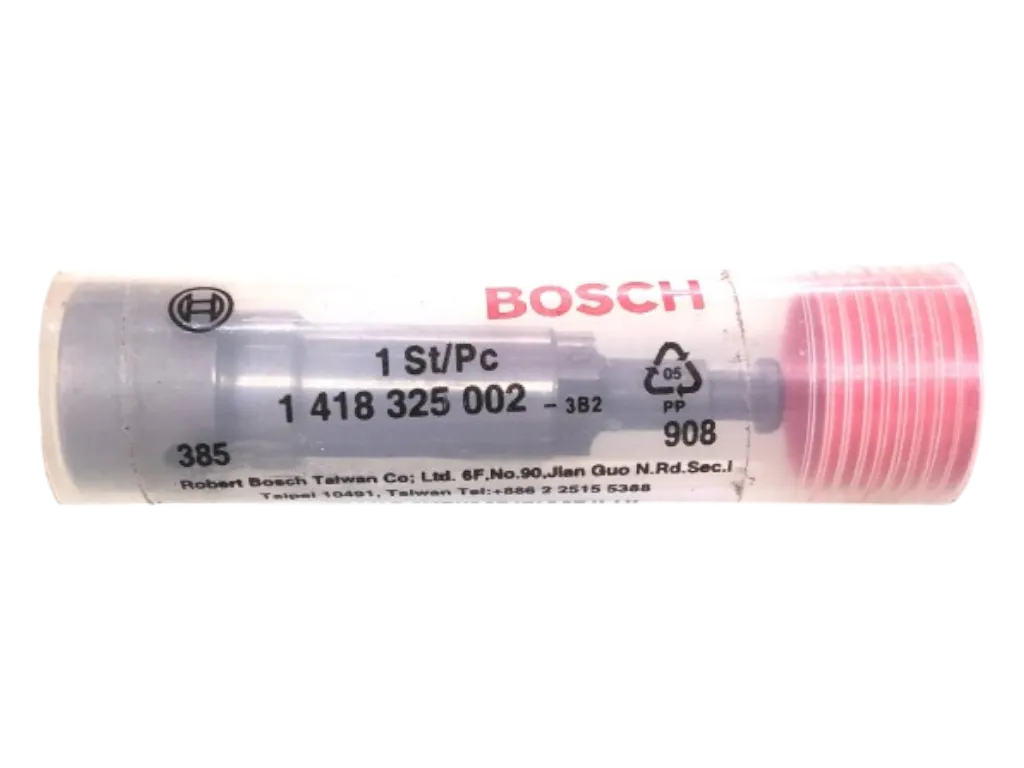 BOSCH
1 St/Pc
1 418 325 002 - 3B2
05
PP
908
385
Robert Bosch Taiwan Co; Ltd. 6F,No.90,Jian Guo N.Rd.Sec.I
Taipei 10491, Taiwan Tel:+886 2 2515 5388